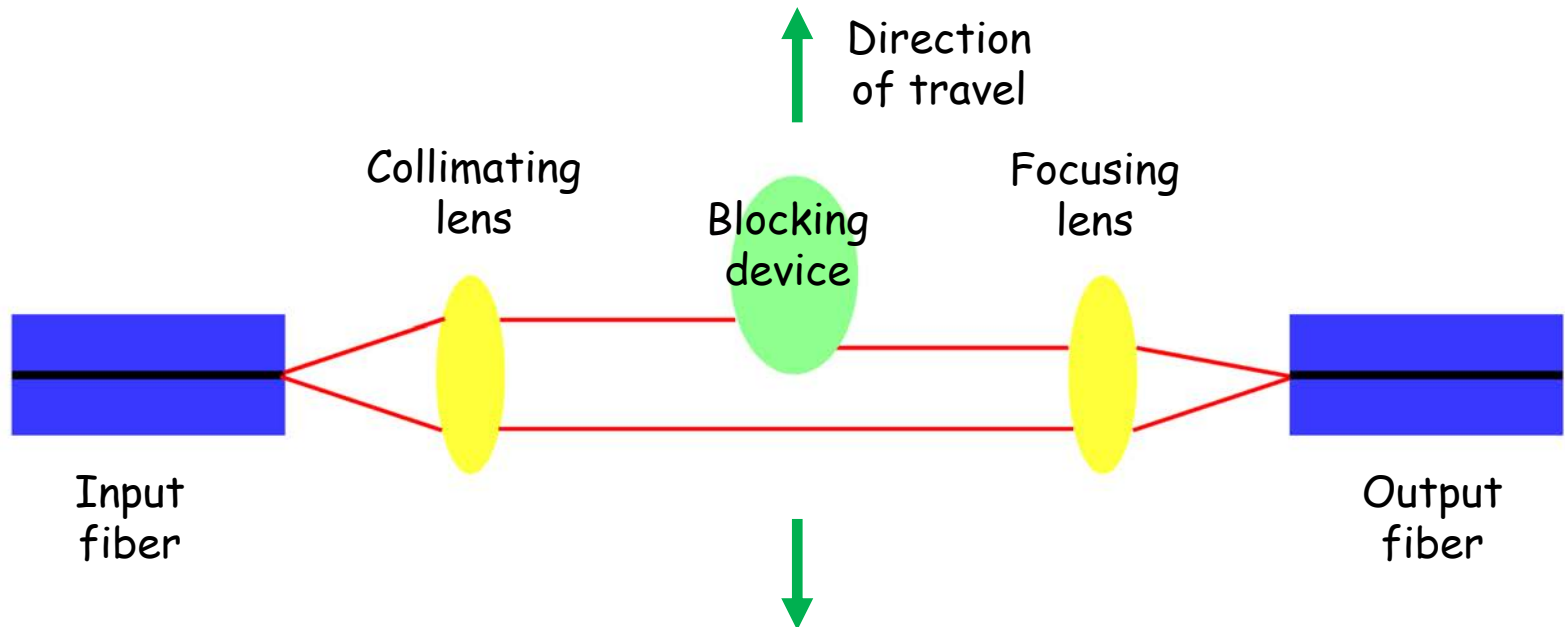 Direction
of travel
Collimating
lens
Blocking
device
Focusing
lens
Input
fiber
Output
fiber